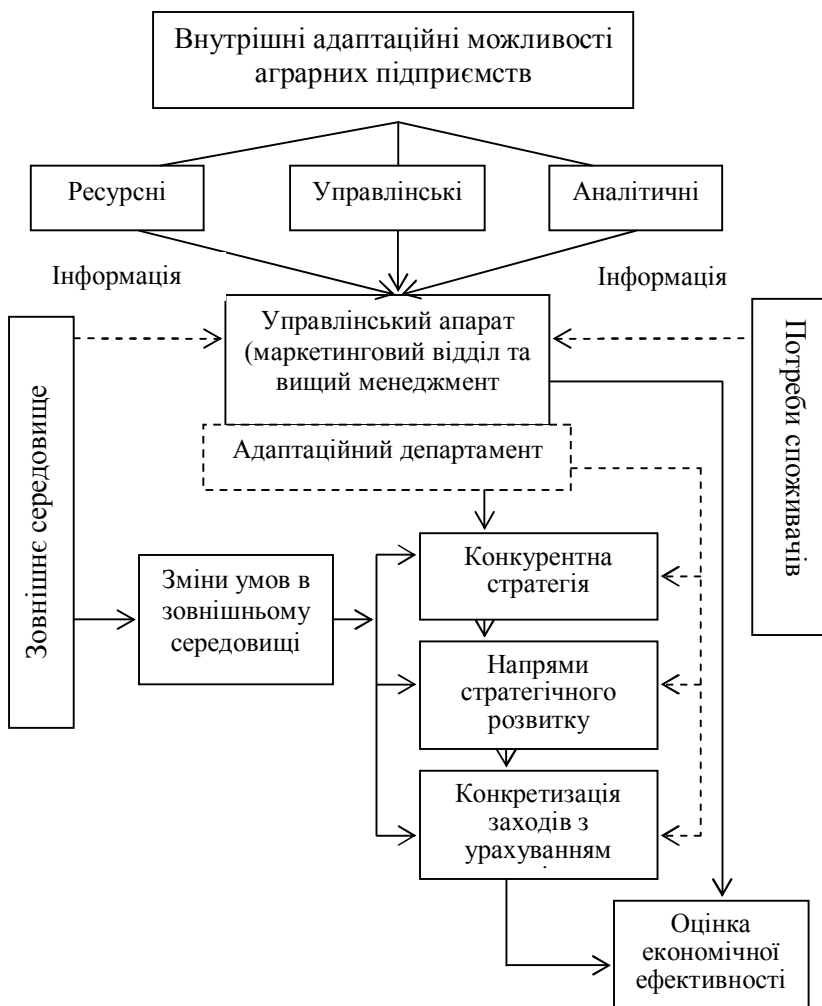 Внутрішні адаптаційні можливості
аграрних підприємств
Ресурсні
Управлінські
Аналітичні
Інформація
Інформація
Зовнішнє середовище
Управлінський апарат
(маркетинговий відділ та
вищий менеджмент
Потреби споживачів
Адаптаційний департамент
Зміни умов в
зовнішньому
середовищі
Конкурентна
стратегія
Напрями
стратегічного
розвитку
Конкретизація
заходів з
урахуванням
Оцінка
економічної
ефективності